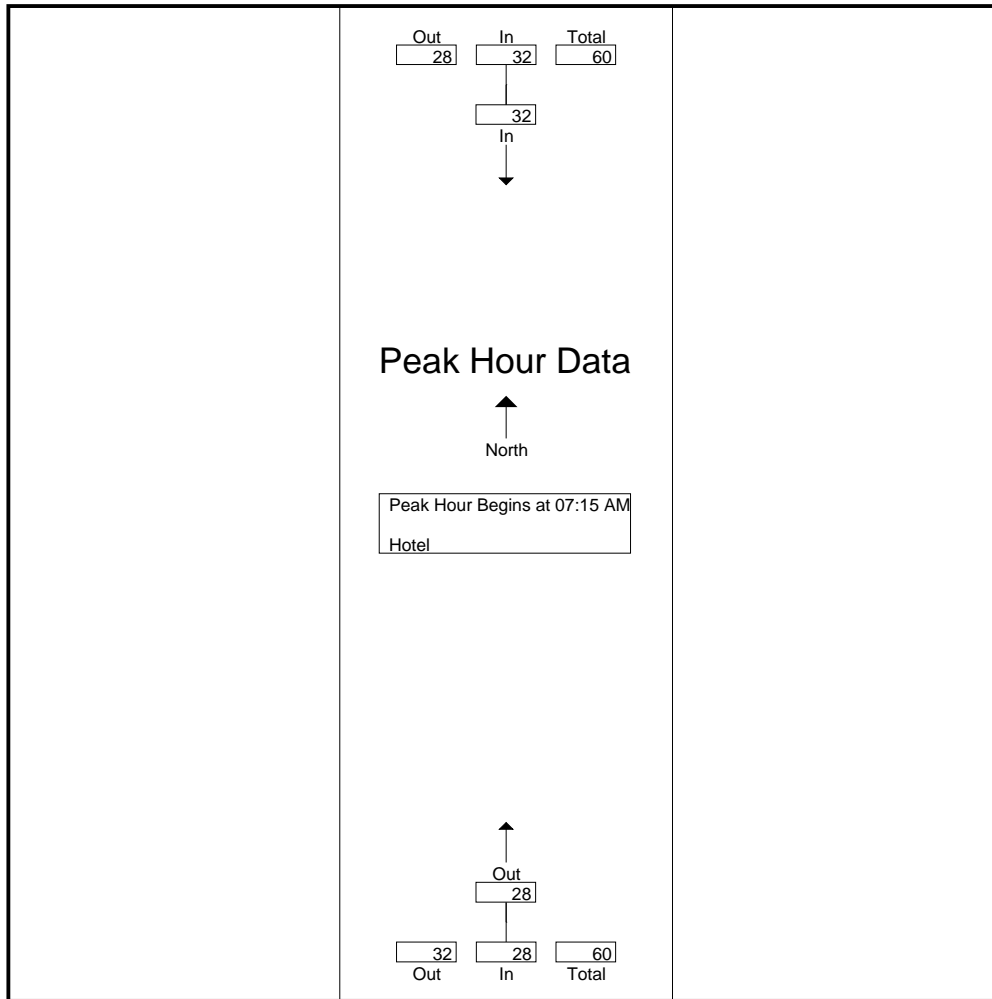 Out In Total
28 32 60
32
In
Peak Hour Data
North
Peak Hour Begins at 07:15 AM
Hotel
Out
28
32 28 60
Out In Total